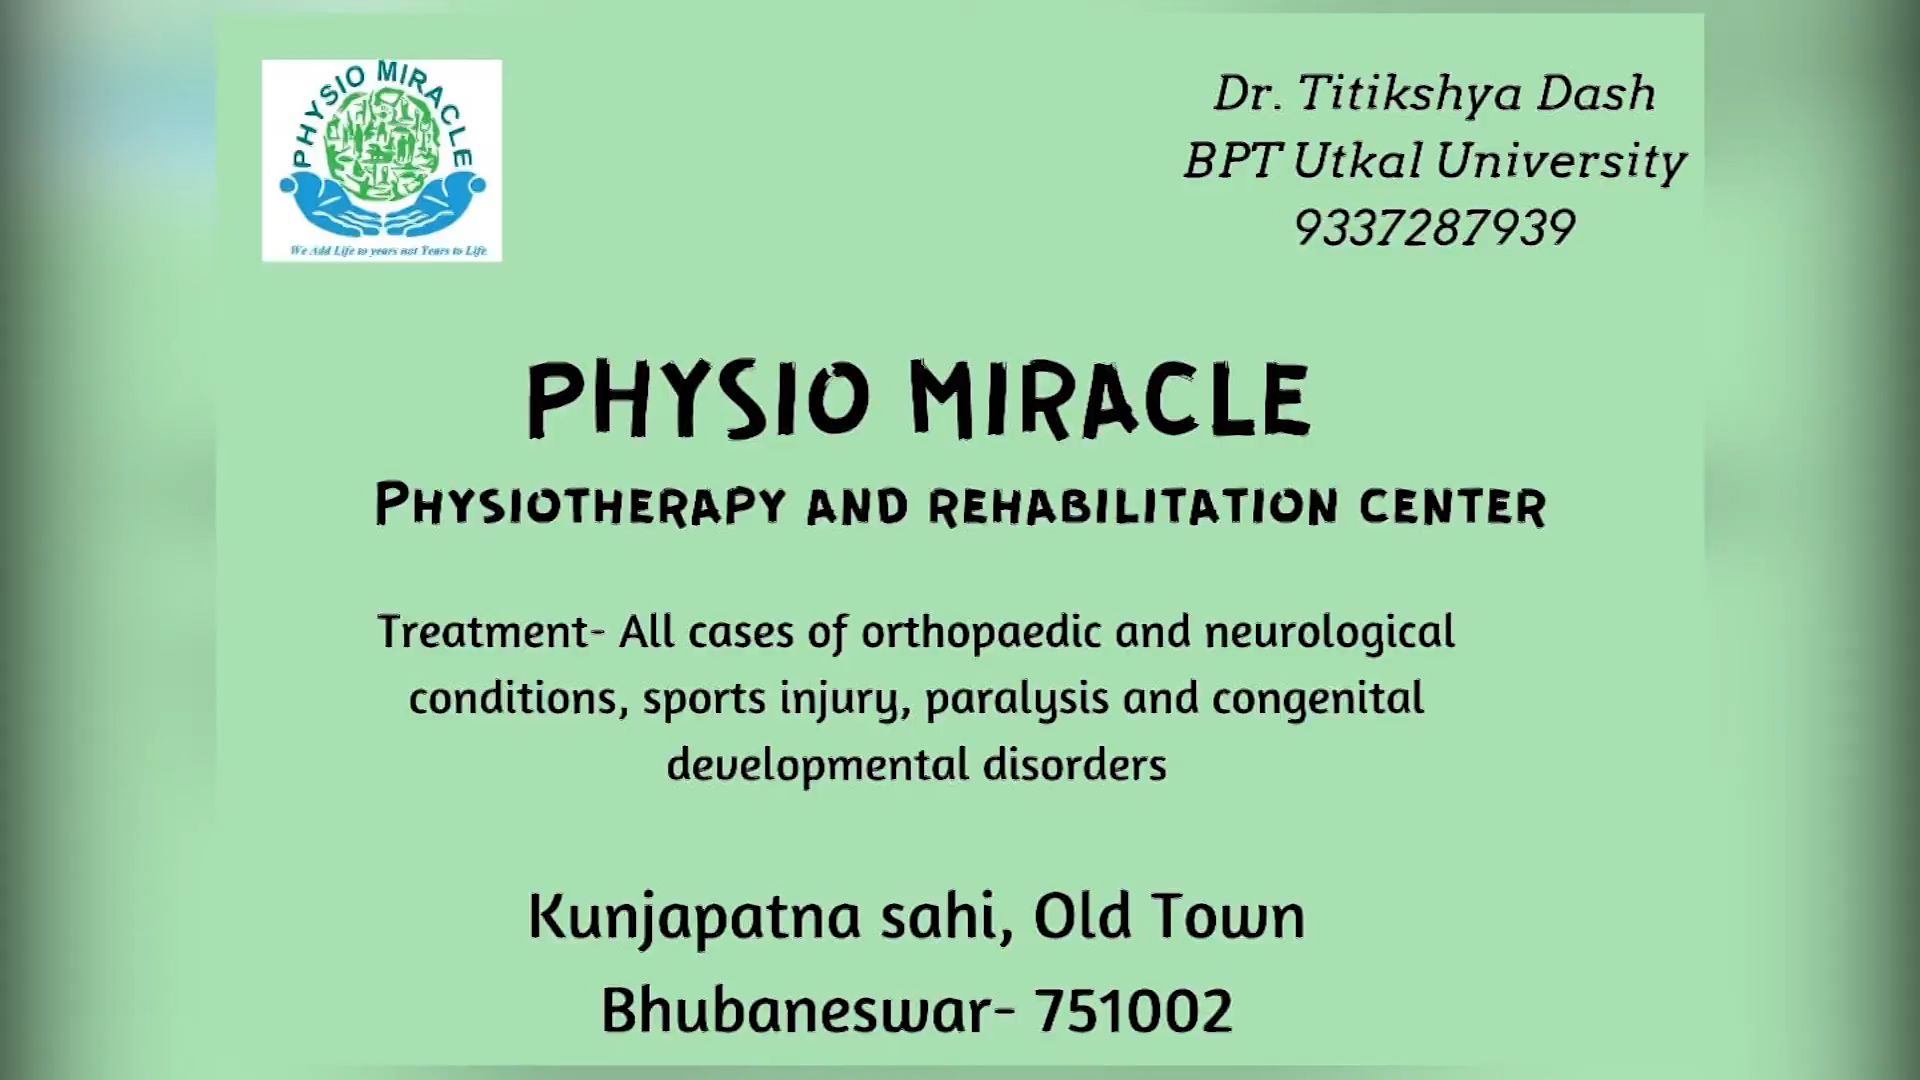 PHYSIO MIRACLE
We Add Life to years not Years to Life
Dr. Titikshya Dash
BPT Utkal University
9337287939
PHYSIO MIRACLE
PHYSIOTHERAPY AND REHABILITATION CENTER
Treatment- All cases of orthopaedic and neurological
conditions, sports injury, paralysis and congenital
developmental disorders
Kunjapatna sahi, Old Town
Bhubaneswar- 751002